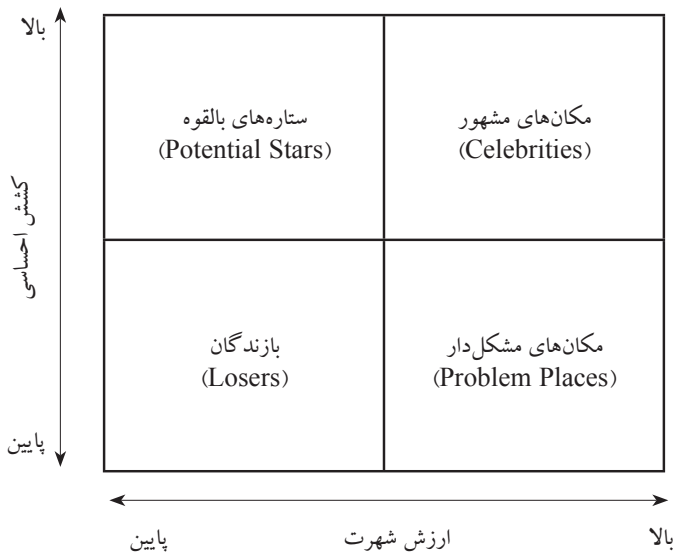 بالا
مکان‌های مشهور
(Celebrities)
ستاره‌های بالقوه
(Potential Stars)
کشش احساسی
مکان‌های مشکل‌دار
(Problem Places)
بازندگان
(Losers)
پایین
بالا
ارزش شهرت
پایین